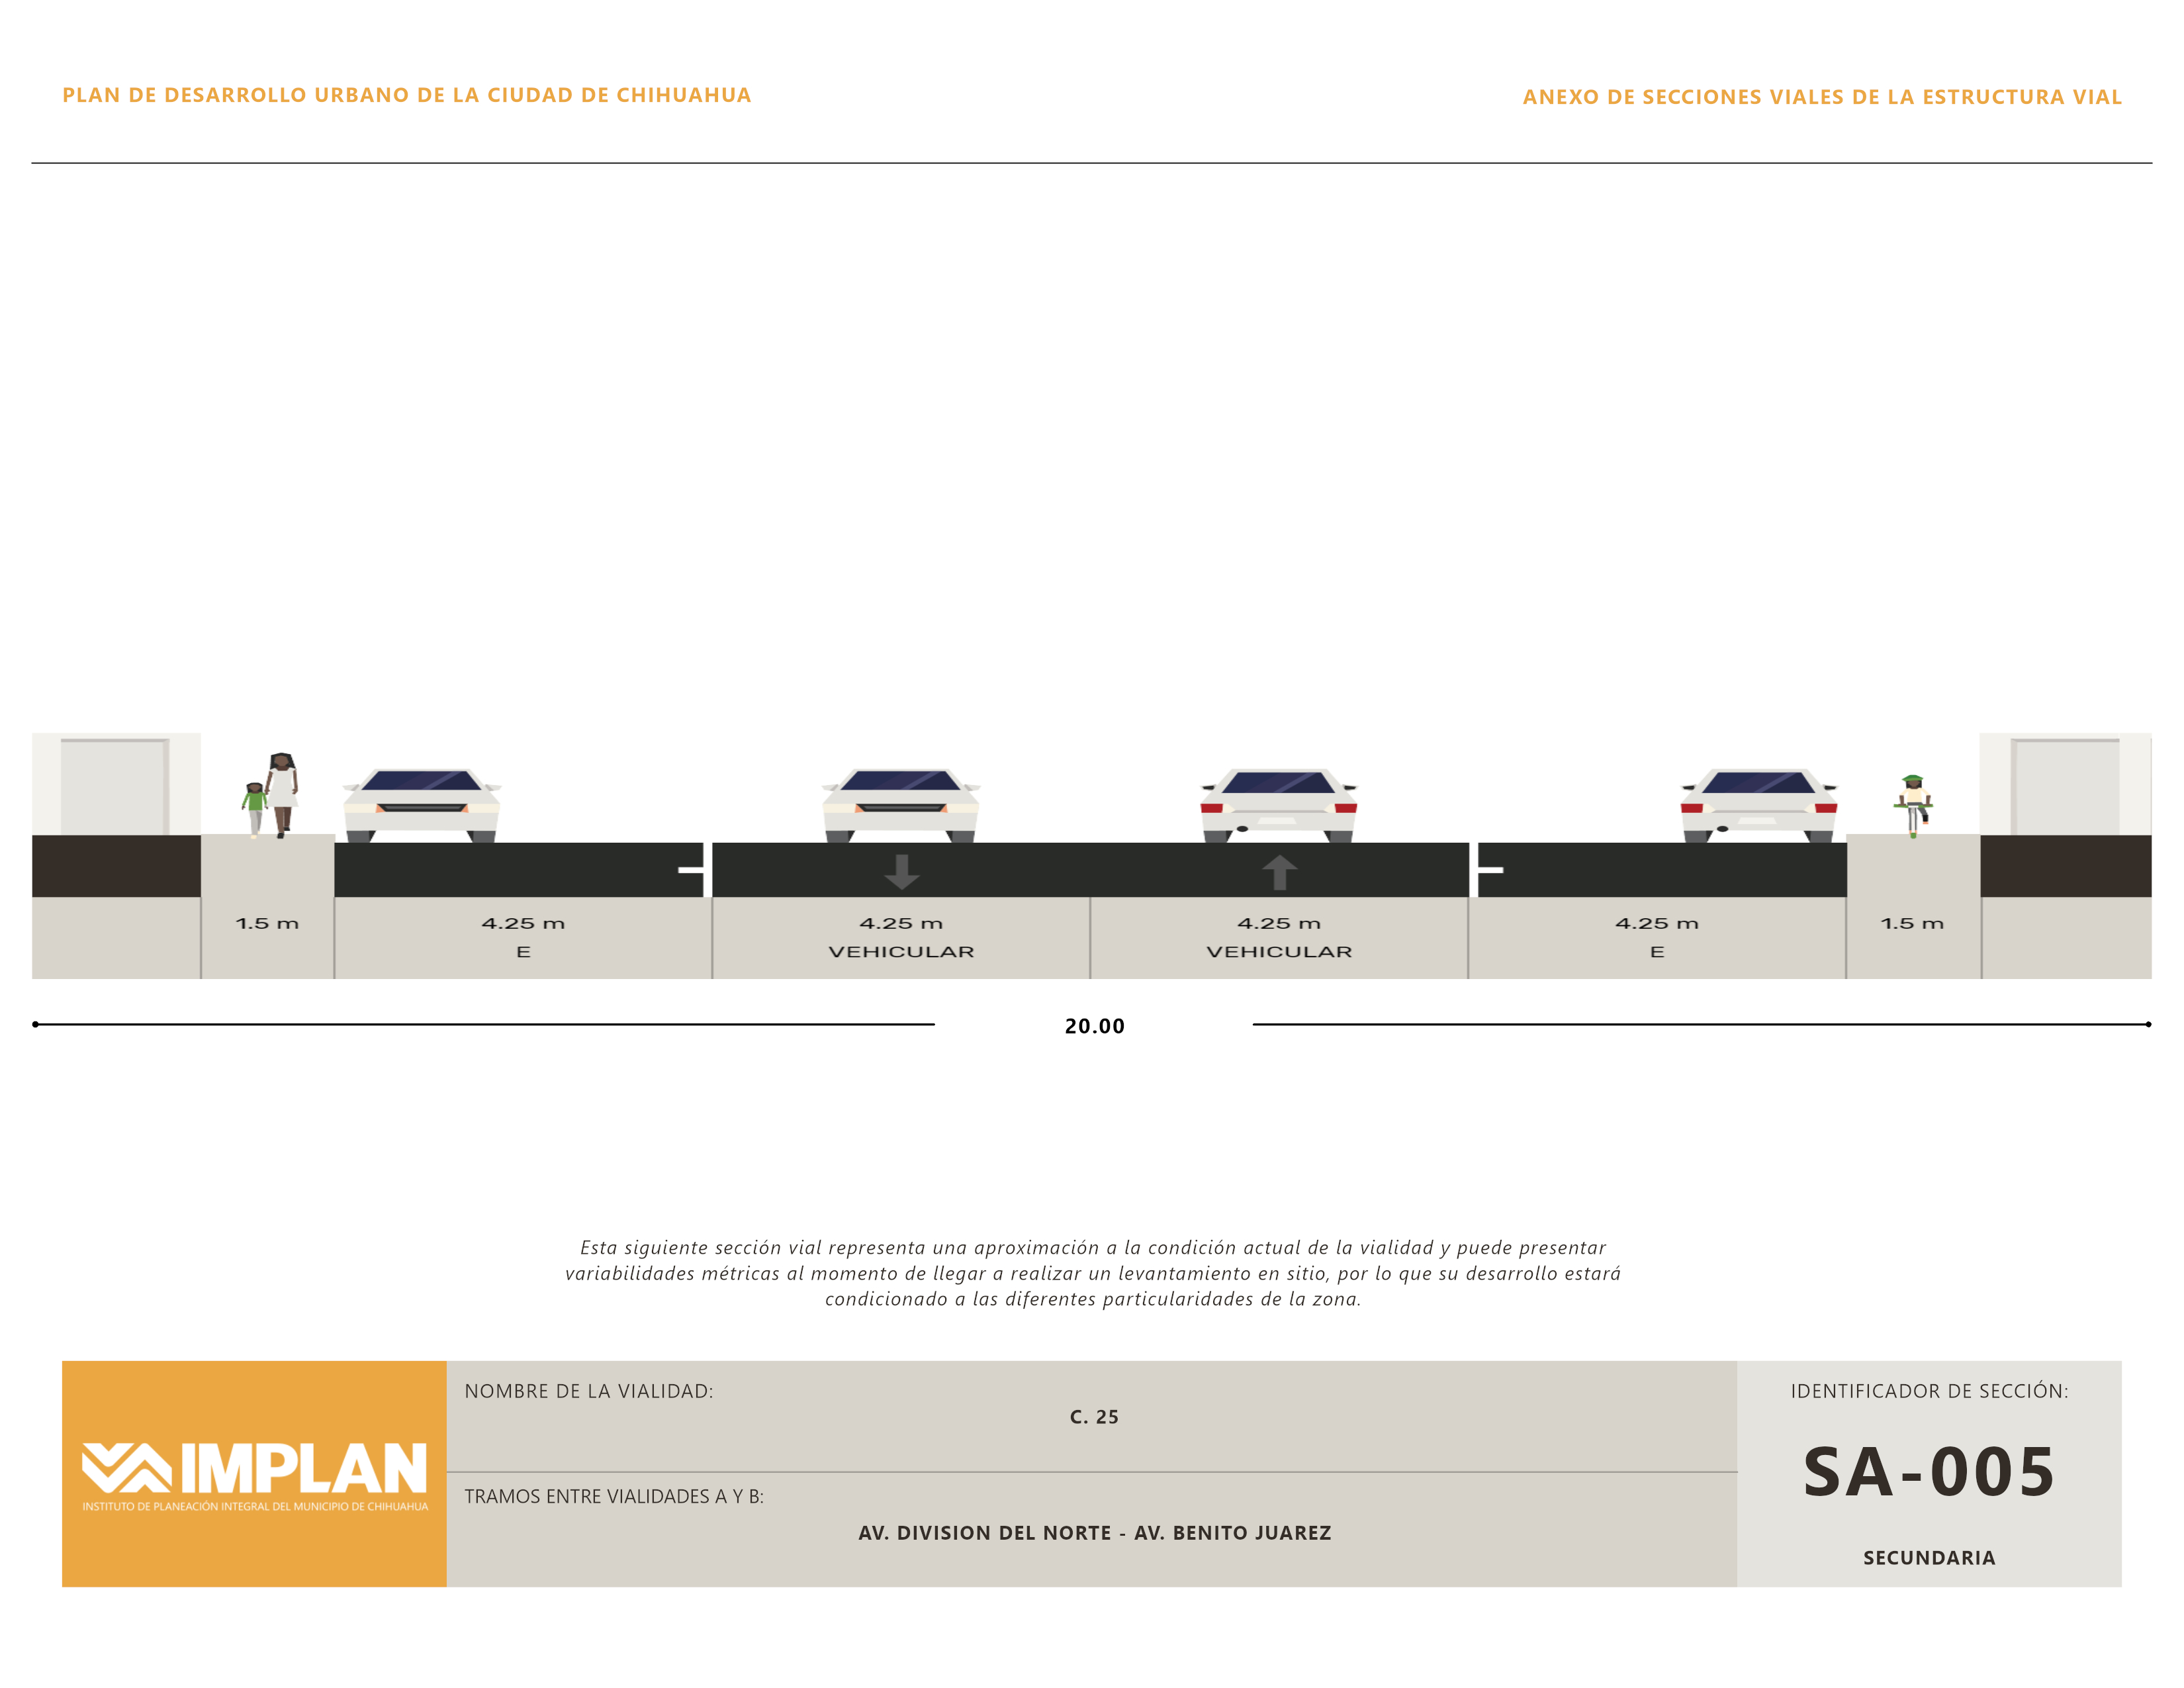 PLAN DE DESARROLLO URBANO DE LA CIUDAD DE CHIHUAHUA
ANEXO DE SECCIONES VIALES DE LA ESTRUCTURA VIAL
1.5 m
4.25 m
E
4.25 m
VEHICULAR
4.25 m
VEHICULAR
4.25 m
E
1.5 m
20.00
Esta siguiente sección vial representa una aproximación a la condición actual de la vialidad y puede presentar
variabilidades métricas al momento de llegar a realizar un levantamiento en sitio, por lo que su desarrollo estará
condicionado a las diferentes particularidades de la zona.
IMPLAN
INSTITUTO DE PLANEACIÓN INTEGRAL DEL MUNICIPIO DE CHIHUAHUA
NOMBRE DE LA VIALIDAD:
C. 25
TRAMOS ENTRE VIALIDADES A Y B:
AV. DIVISION DEL NORTE - AV. BENITO JUAREZ
IDENTIFICADOR DE SECCIÓN:
SA-005
SECUNDARIA